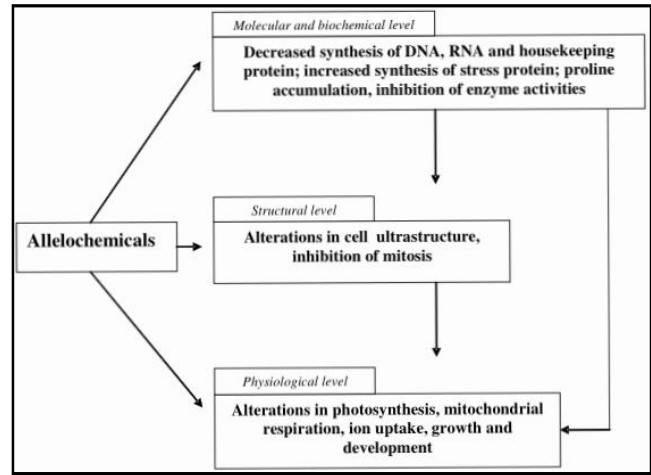 Molecular and biochemical level
Decreased synthesis of DNA, RNA and housekeeping
protein; increased synthesis of stress protein; proline
accumulation, inhibition of enzyme activities
Structural level
Allelochemicals
Alterations in cell ultrastructure,
inhibition of mitosis
Physiological level
Alterations in photosynthesis, mitochondrial
respiration, ion uptake, growth and
development